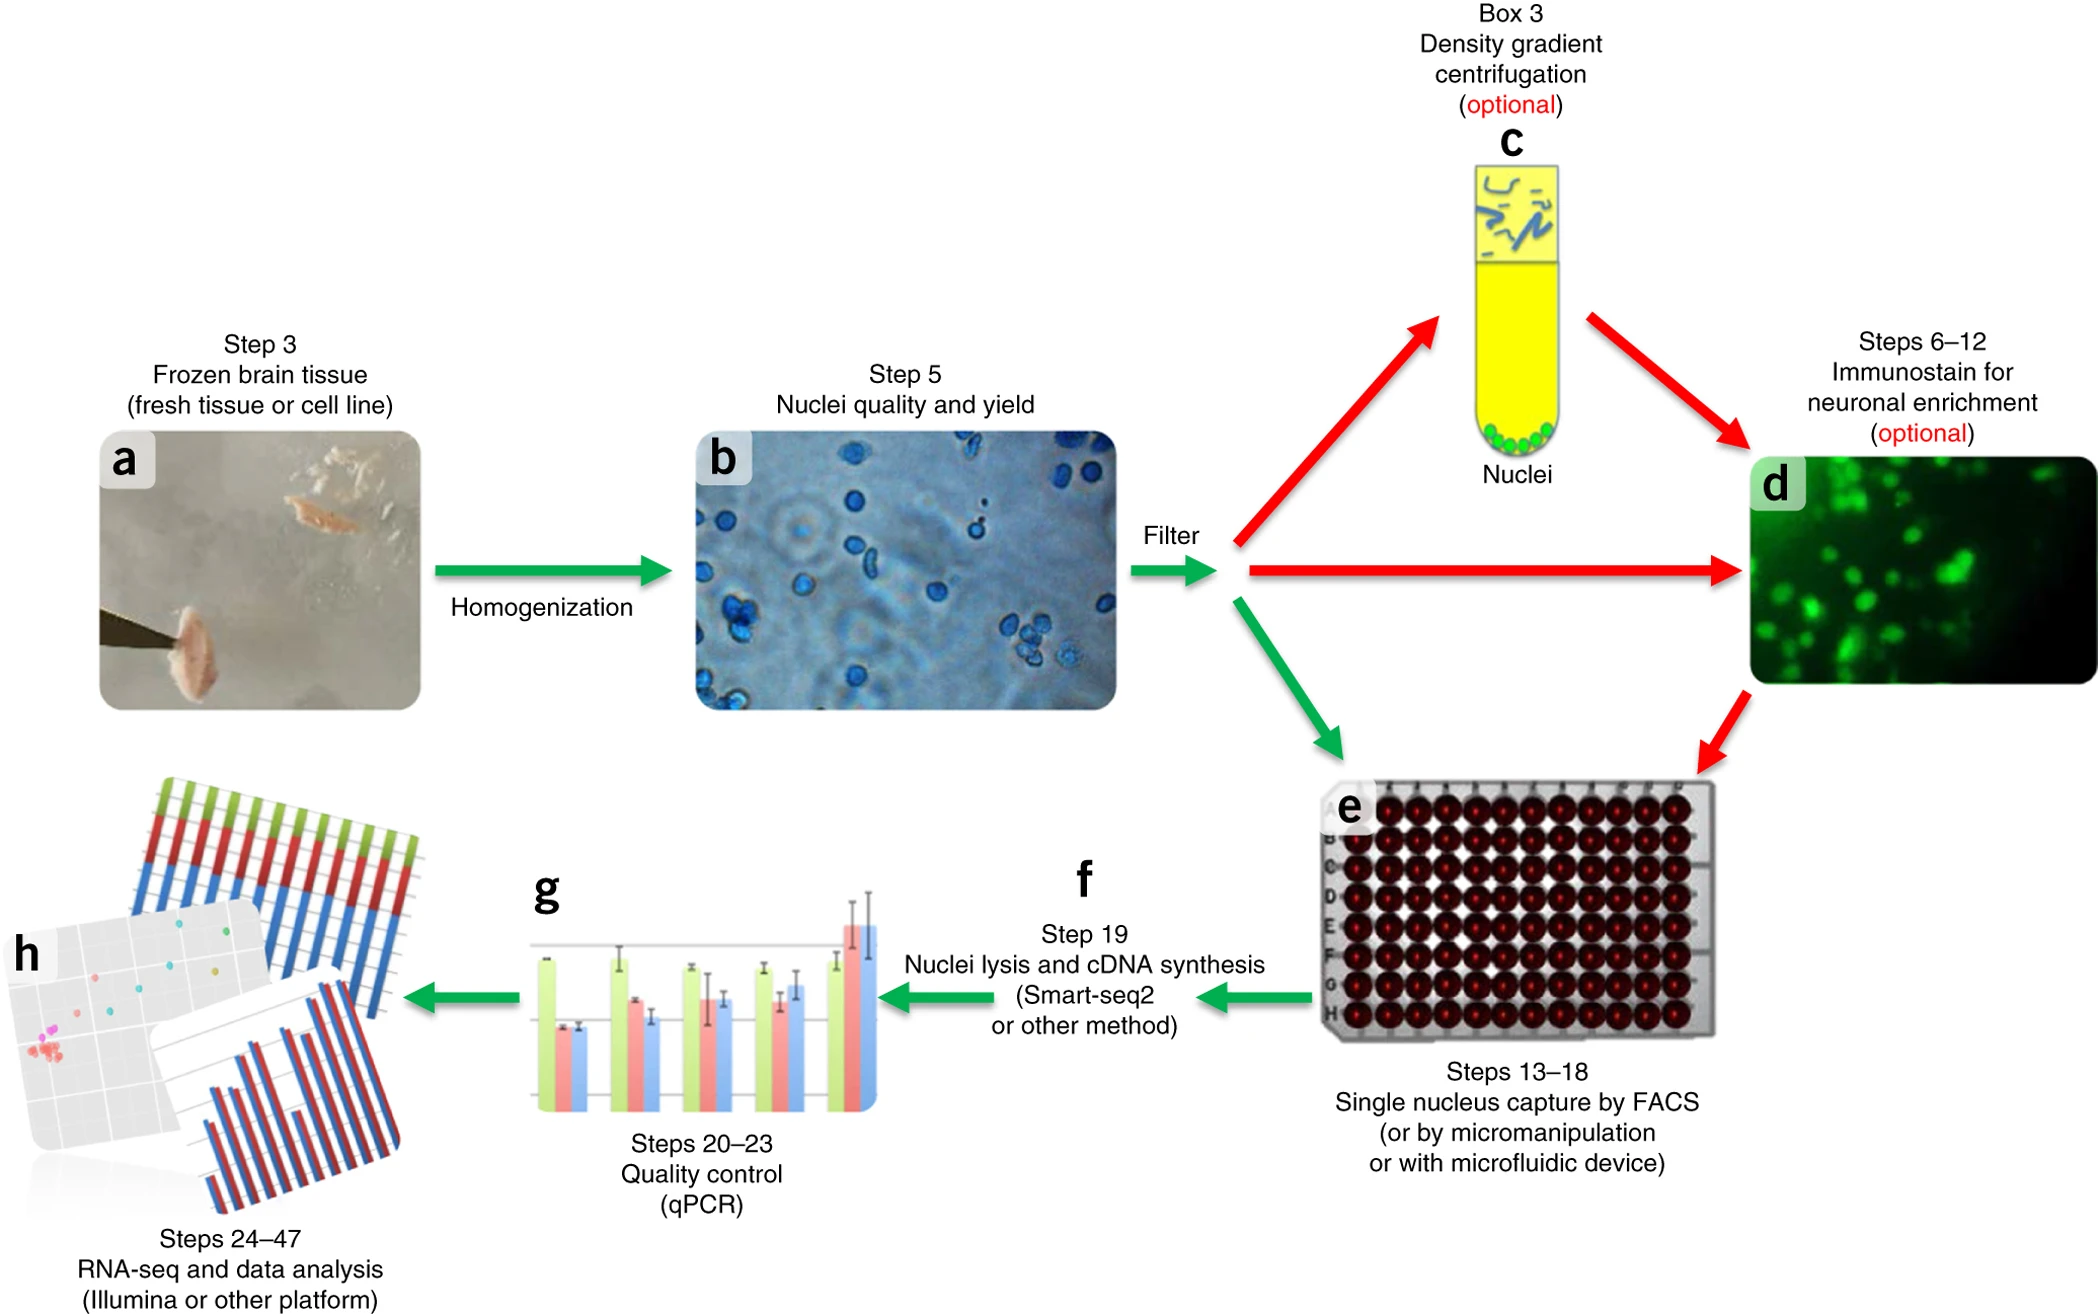 Box 3
Density gradient
centrifugation
(optional)
c
Nuclei
Step 3
Frozen brain tissue
(fresh tissue or cell line)
a
Homogenization
Step 5
Nuclei quality and yield
b
Filter
Steps 6–12
Immunostain for
neuronal enrichment
(optional)
d
e
A
B
C
D
E
F
G
H
Steps 13–18
Single nucleus capture by FACS
(or by micromanipulation
or with microfluidic device)
f
Step 19
Nuclei lysis and cDNA synthesis
(Smart-seq2
or other method)
g
Steps 20–23
Quality control
(qPCR)
h
Steps 24–47
RNA-seq and data analysis
(Illumina or other platform)